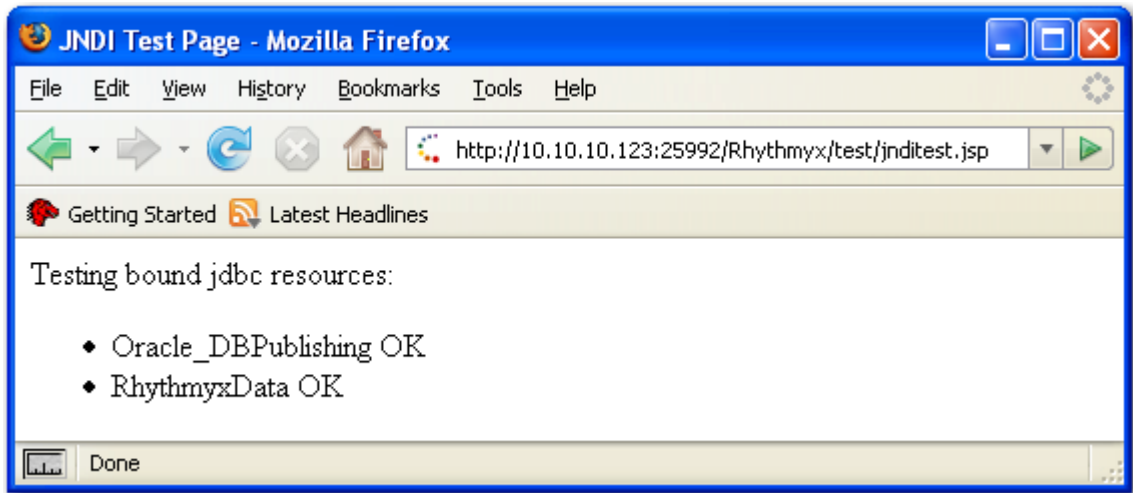 JNDI Test Page - Mozilla Firefox
File Edit View History Bookmarks Tools Help
http://10.10.10.123:25992/Rhythmyx/test/jnditest.jsp
Getting Started Latest Headlines
Testing bound jdbc resources:
• Oracle_DBPublishing OK
• RhythmyxData OK
Done